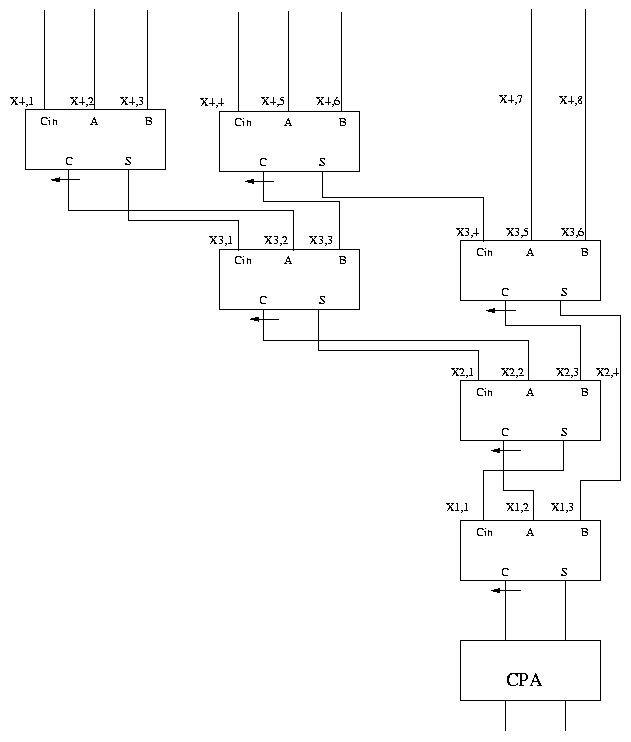 X4,1 X4,2 X4,3 X4,4 X4,5 X4,6 X4,7 X4,8
Cin A B Cin A B
C S C S
X3,1 X3,2 X3,3 X3,4 X3,5 X3,6
Cin A B Cin A B
C S C S
X2,1 X2,2 X2,3 X2,4
Cin A B
C S
X1,1 X1,2 X1,3
Cin A B
C S
CPA